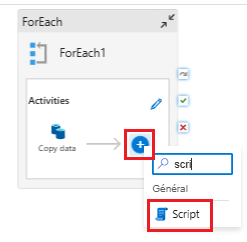 ForEach
ForEach1
Activities
Copy data
scri
Général
Script